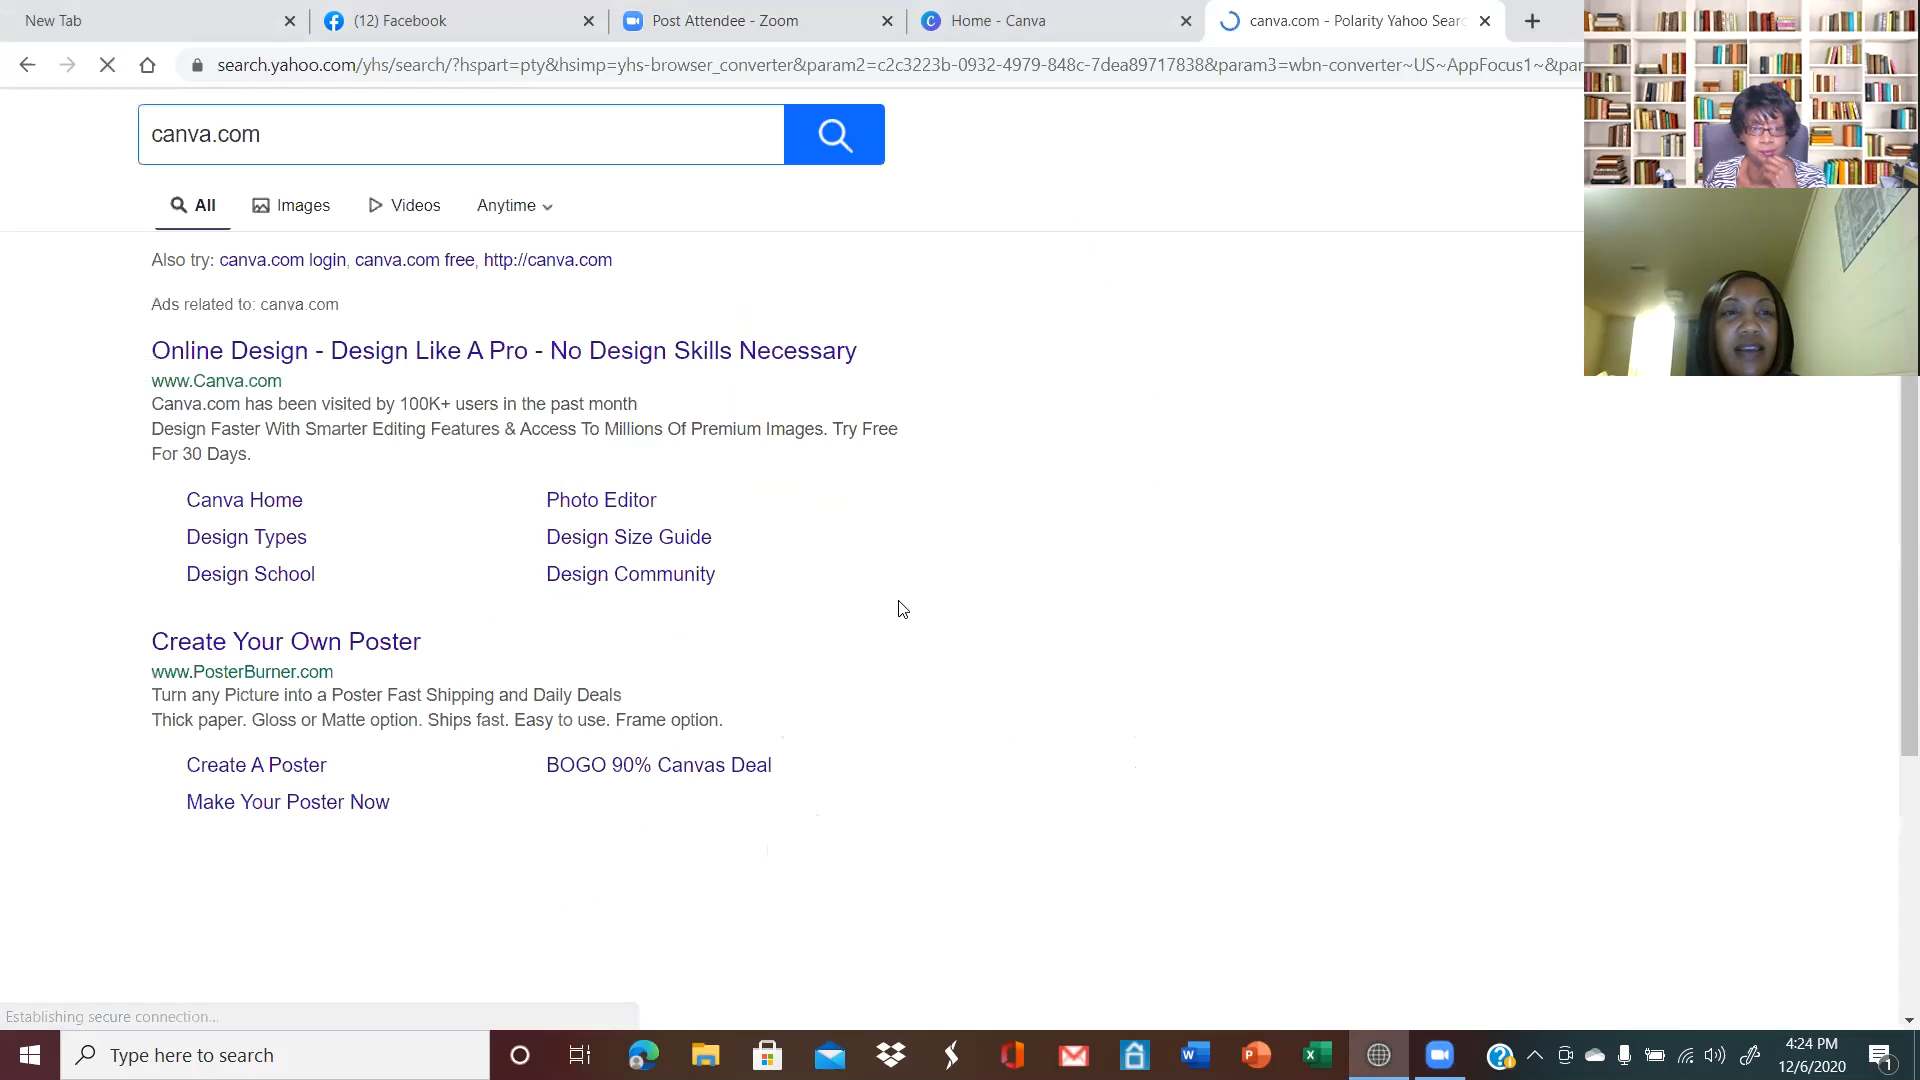 New Tab
(12) Facebook
Post Attendee - Zoom
Home - Canva
canva.com - Polarity Yahoo Sear
search.yahoo.com/yhs/search/?hspart=pty&hsimp=yhs-browser_converter&param2=c2c3223b-0932-4979-848c-7dea89717838&param3=wbn-converter~US~AppFocus1~&par
canva.com
All
Images
Videos
Anytime
Also try: canva.com login, canva.com free, http://canva.com
Ads related to: canva.com
Online Design - Design Like A Pro - No Design Skills Necessary
www.Canva.com
Canva.com has been visited by 100K+ users in the past month
Design Faster With Smarter Editing Features & Access To Millions Of Premium Images. Try Free
For 30 Days.
Canva Home
Photo Editor
Design Types
Design Size Guide
Design School
Design Community
Create Your Own Poster
www.PosterBurner.com
Turn any Picture into a Poster Fast Shipping and Daily Deals
Thick paper. Gloss or Matte option. Ships fast. Easy to use. Frame option.
Create A Poster
BOGO 90% Canvas Deal
Make Your Poster Now
Establishing secure connection...
Type here to search
4:24 PM
12/6/2020
1